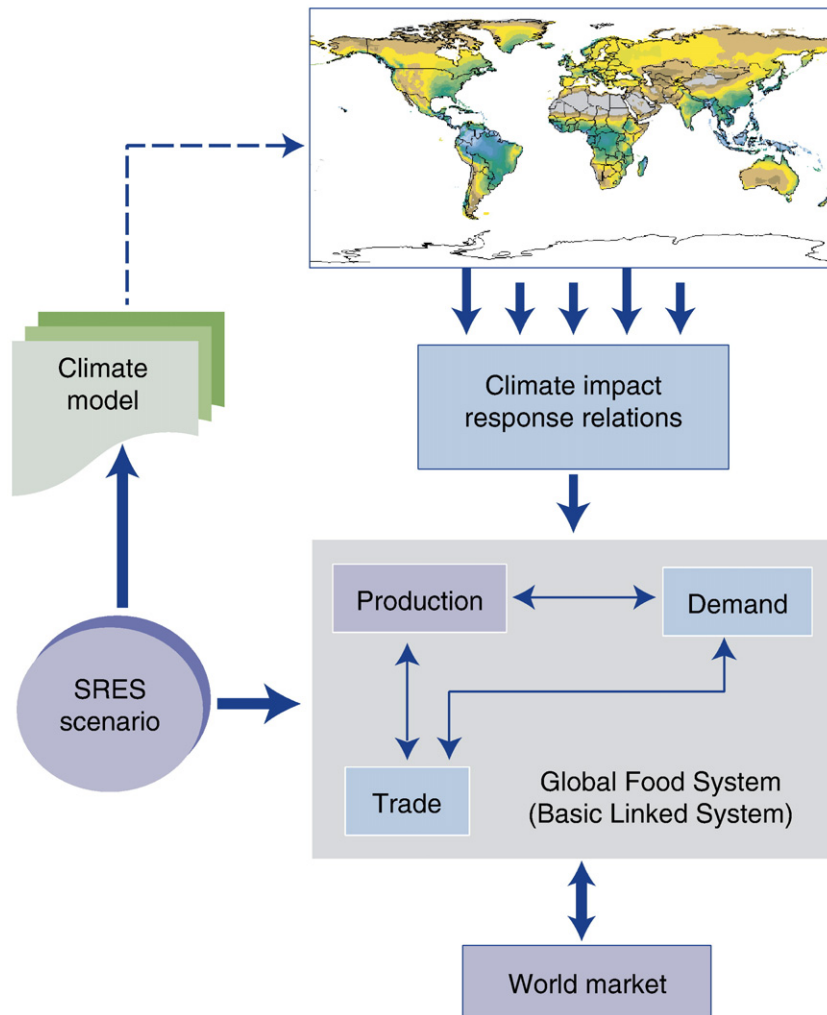 Climate
model
Climate impact
response relations
Production
Demand
SRES
scenario
Trade
Global Food System
(Basic Linked System)
World market